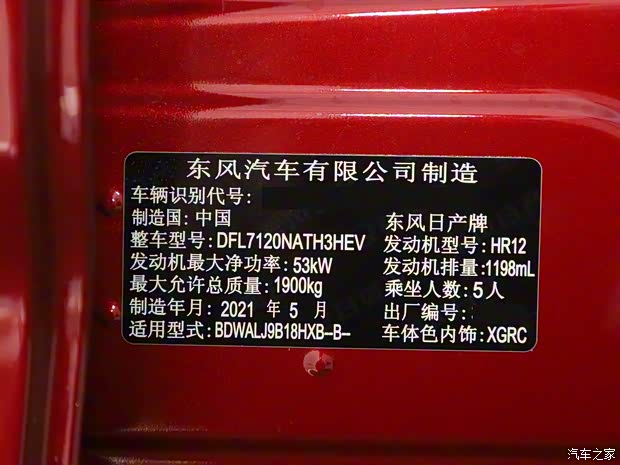 东风汽车有限公司制造
车辆识别代号:
制造国: 中国 东风日产牌
整车型号: DFL7120NATH3HEV 发动机型号: HR12
发动机最大净功率: 53kW 发动机排量: 1198mL
最大允许总质量: 1900kg 乘坐人数: 5人
制造年月: 2021 年 5 月 出厂编号:
适用型式: BDWALJ9B18HXB--B-- 车体色内饰: XGRC
汽车之家